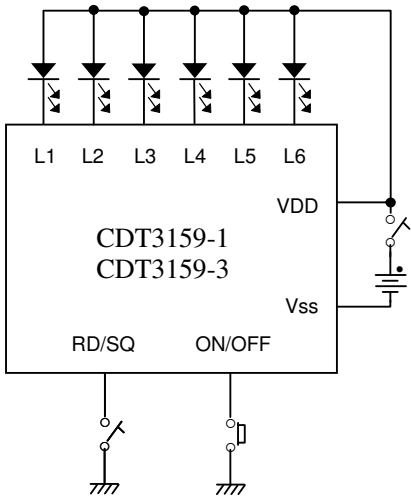 L1 L2 L3 L4 L5 L6
VDD
CDT3159-1
CDT3159-3
Vss
RD/SQ ON/OFF